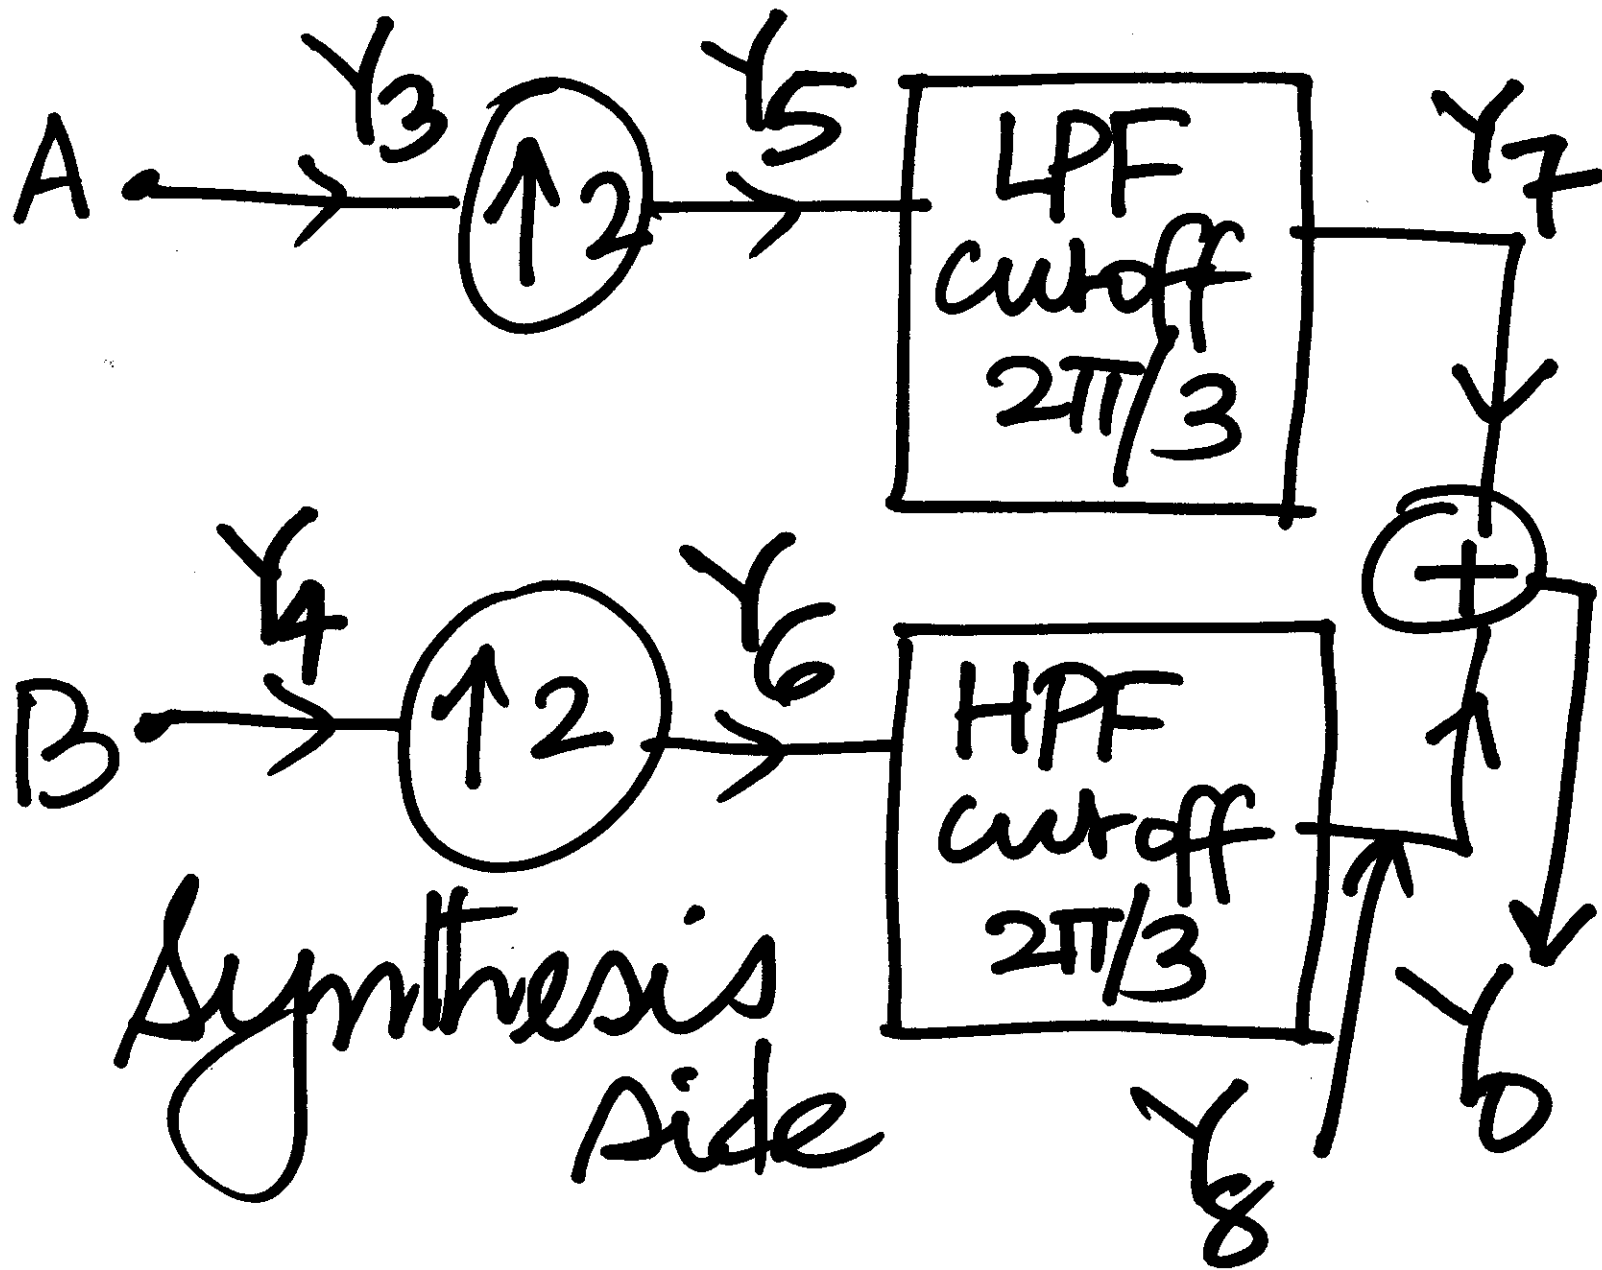 A Y3 ↑2 Y5 LPF cutoff 2π/3 Y7
+
B Y4 ↑2 Y6 HPF cutoff 2π/3 Y8 Y0
Synthesis
side